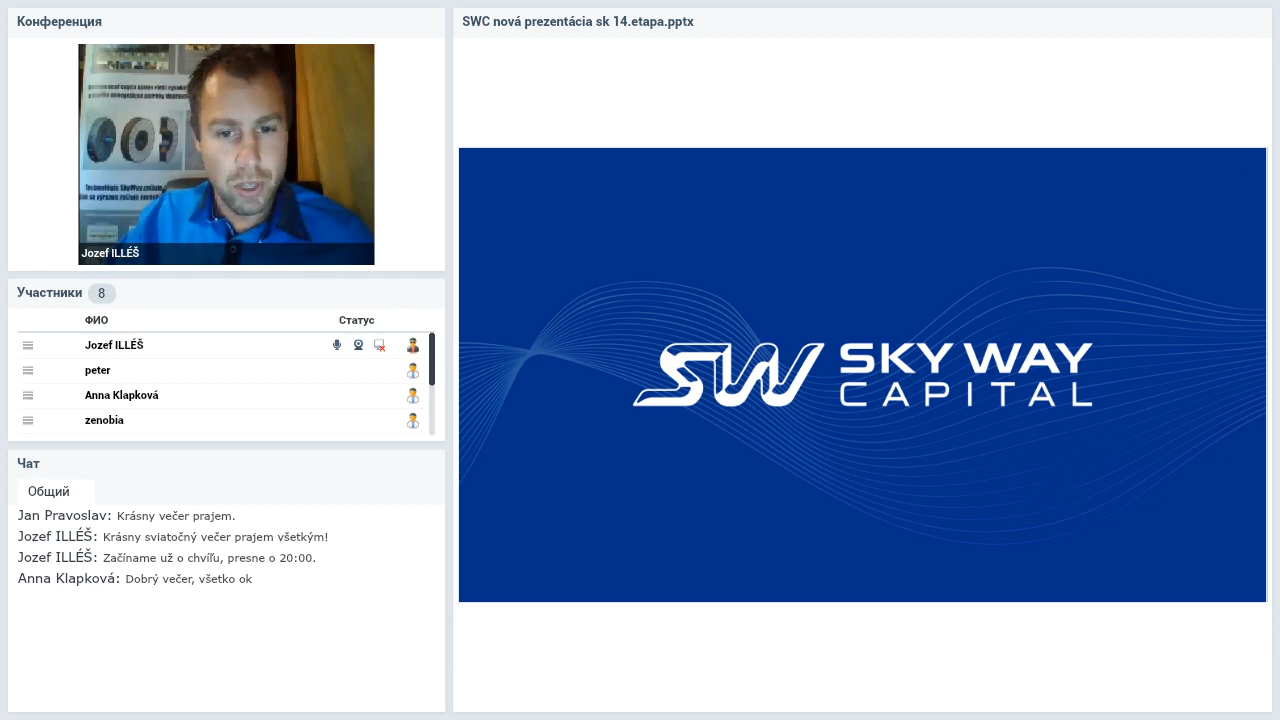 Конференция
Jozef ILLÉŠ
Участники 8
ФИО Статус
Jozef ILLÉŠ
peter
Anna Klapková
zenobia
Чат
Общий
Jan Pravoslav: Krásny večer prajem.
Jozef ILLÉŠ: Krásny sviatočný večer prajem všetkým!
Jozef ILLÉŠ: Začíname už o chvíľu, presne o 20:00.
Anna Klapková: Dobrý večer, všetko ok
SWC nová prezentácia sk 14.etapa.pptx
SW SKY WAY
CAPITAL